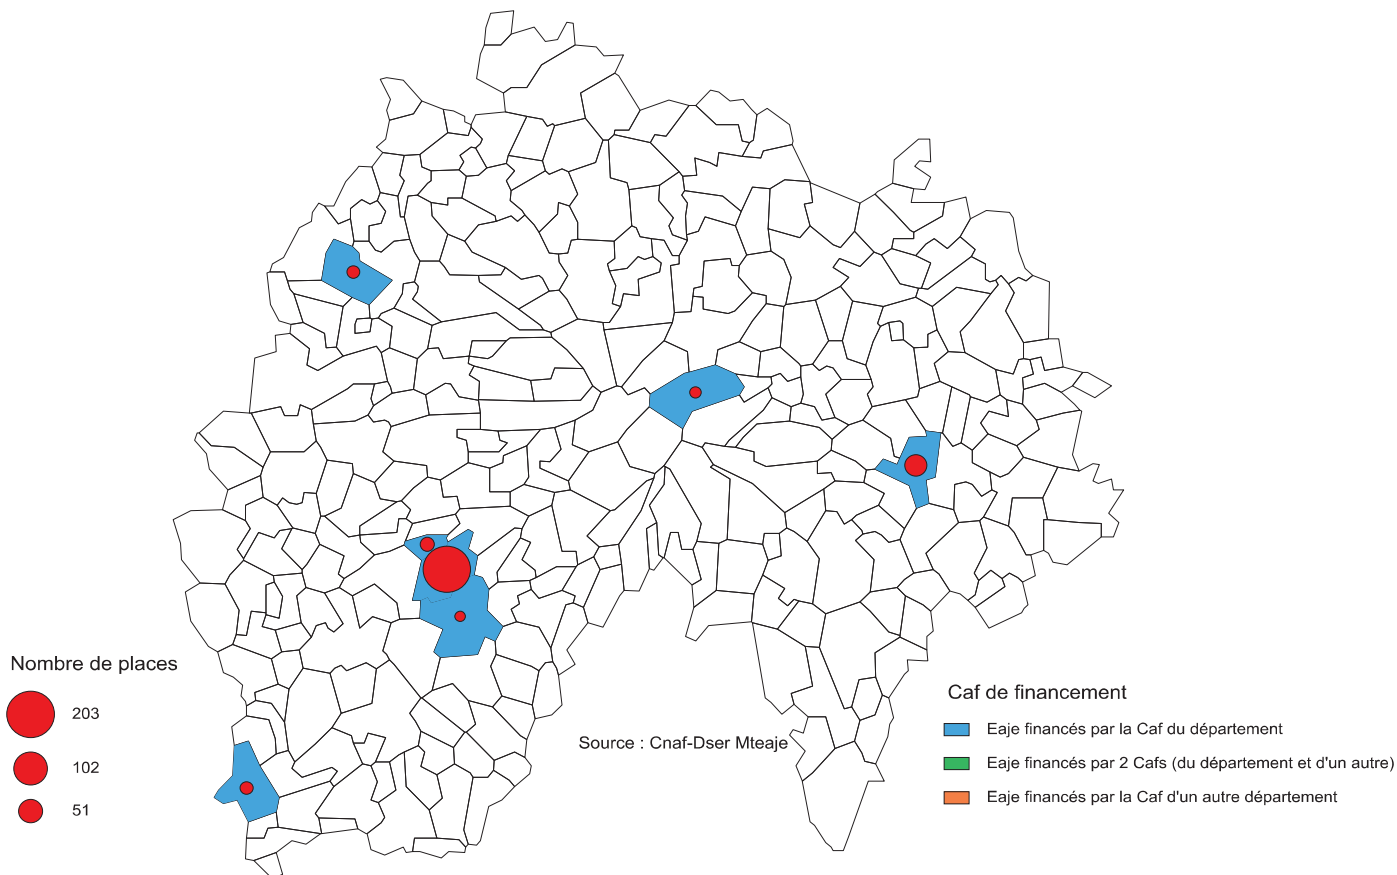 Nombre de places
203
102
51
Source : Cnaf-Dser Mteaje
Caf de financement
Eaje financés par la Caf du département
Eaje financés par 2 Cafs (du département et d'un autre)
Eaje financés par la Caf d'un autre département